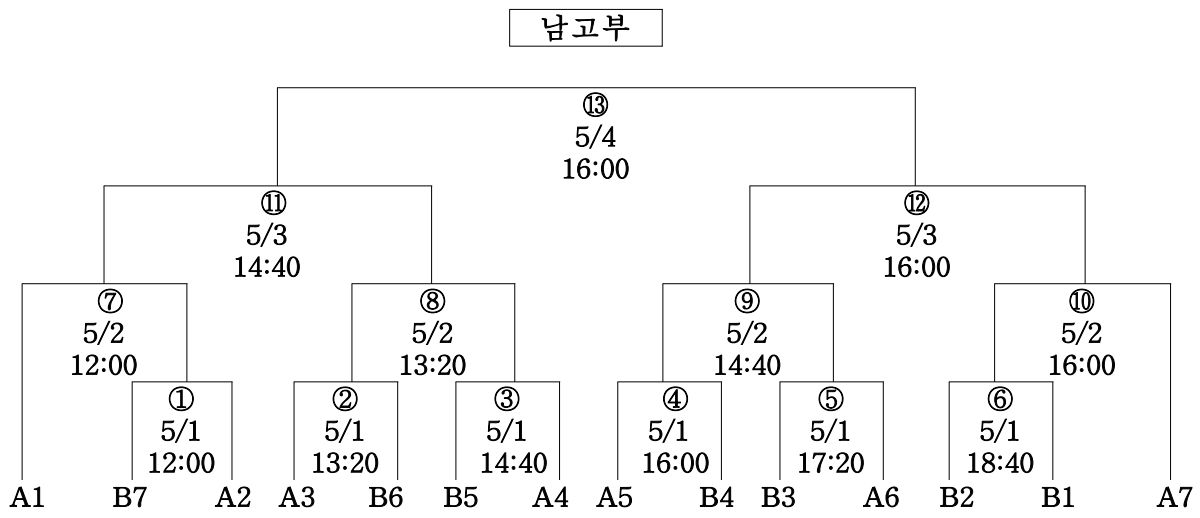 남고부
⑬
5/4
16:00
⑪ ⑫
5/3 5/3
14:40 16:00
⑦ ⑧ ⑨ ⑩
5/2 5/2 5/2 5/2
12:00 13:20 14:40 16:00
① ② ③ ④ ⑤ ⑥
5/1 5/1 5/1 5/1 5/1 5/1
12:00 13:20 14:40 16:00 17:20 18:40
A1 B7 A2 A3 B6 B5 A4 A5 B4 B3 A6 B2 B1 A7